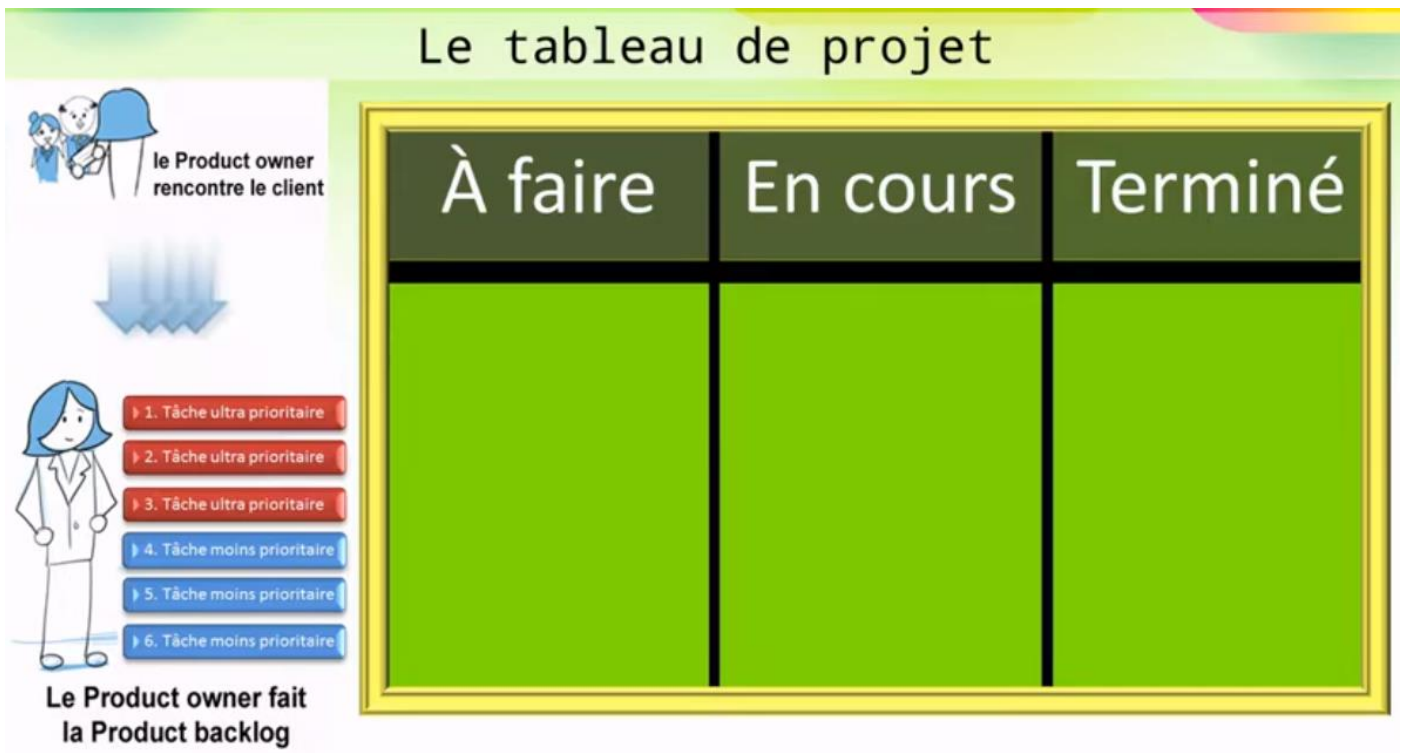 Le tableau de projet
le Product owner
rencontre le client
1. Tâche ultra prioritaire
2. Tâche ultra prioritaire
3. Tâche ultra prioritaire
4. Tâche moins prioritaire
5. Tâche moins prioritaire
6. Tâche moins prioritaire
Le Product owner fait
la Product backlog
À faire
En cours
Terminé